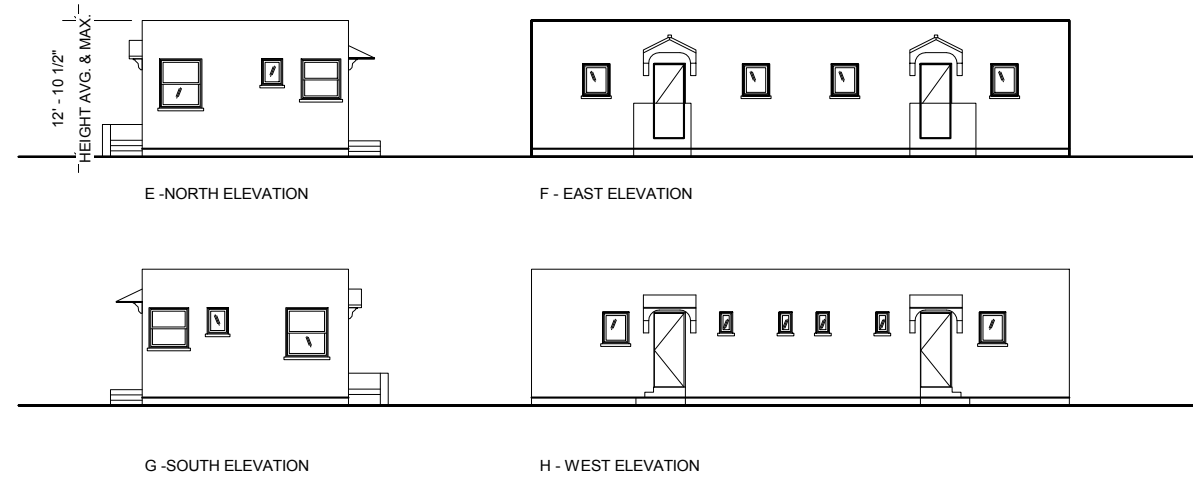 12' - 10 1/2"
HEIGHT AVG. & MAX.
E -NORTH ELEVATION
F - EAST ELEVATION
G -SOUTH ELEVATION
H - WEST ELEVATION